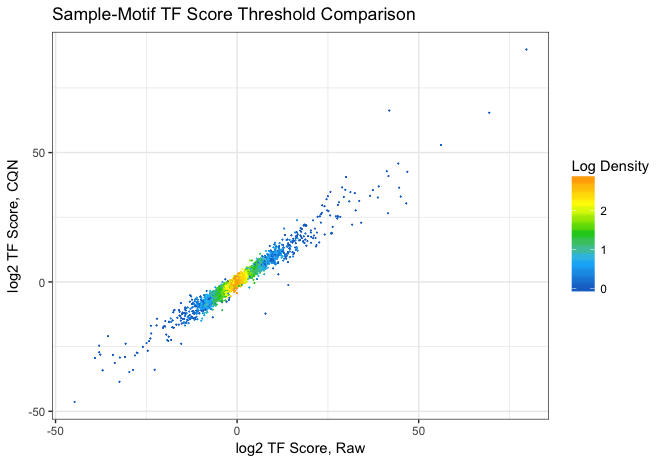 Sample-Motif TF Score Threshold Comparison
log2 TF Score, CQN
50
0
-50
-50
0
50
log2 TF Score, Raw
Log Density
2
1
0